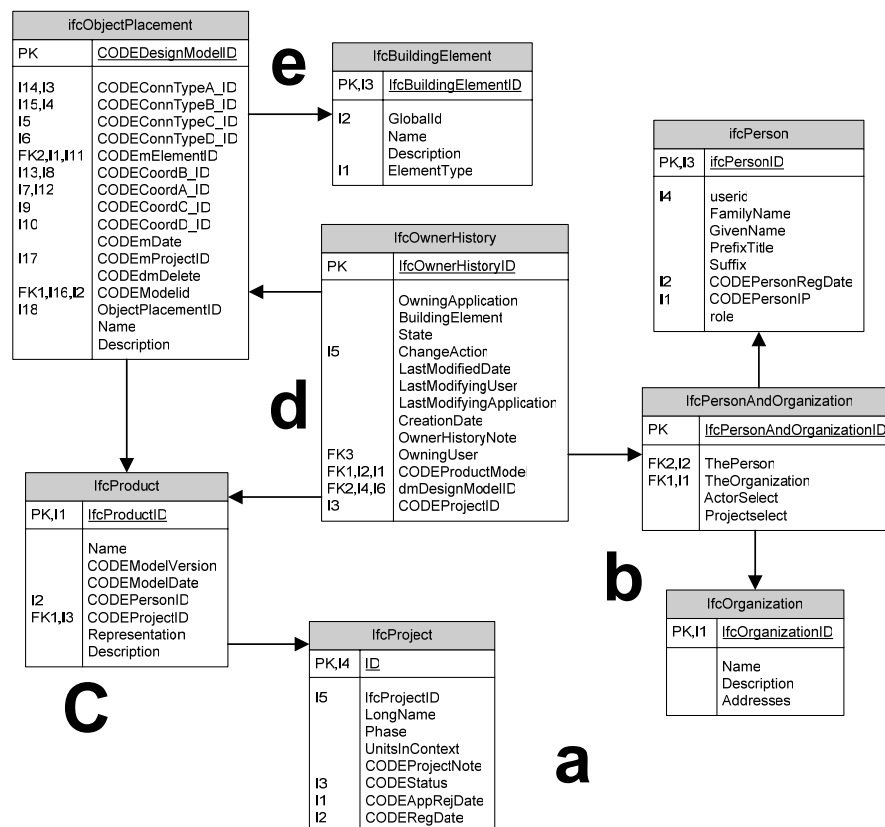 ifcObjectPlacement
PK CODEDesignModelID
I14,I3 CODEConnTypeA_ID
I15,I4 CODEConnTypeB_ID
I5 CODEConnTypeC_ID
I6 CODEConnTypeD_ID
FK2,I1,I11 CODEmElementID
I13,I8 CODECoordB_ID
I7,I12 CODECoordA_ID
I9 CODECoordC_ID
I10 CODECoordD_ID
CODEmDate
I17 CODEmProjectID
CODEdmDelete
FK1,I16,I2 CODEModelid
I18 ObjectPlacementID
Name
Description
e
IfcBuildingElement
PK,I3 IfcBuildingElementID
I2 GlobalId
Name
Description
I1 ElementType
ifcPerson
PK,I3 ifcPersonID
I4 userid
FamilyName
GivenName
PrefixTitle
Suffix
I2 CODEPersonRegDate
I1 CODEPersonIP
role
IfcOwnerHistory
PK IfcOwnerHistoryID
OwningApplication
BuildingElement
State
I5 ChangeAction
LastModifiedDate
LastModifyingUser
LastModifyingApplication
CreationDate
OwnerHistoryNote
FK3 OwningUser
FK1,I2,I1 CODEProductModel
FK2,I4,I6 dmDesignModelID
I3 CODEProjectID
d
IfcPersonAndOrganization
PK IfcPersonAndOrganizationID
FK2,I2 ThePerson
FK1,I1 TheOrganization
ActorSelect
Projectselect
IfcProduct
PK,I1 IfcProductID
Name
CODEModelVersion
CODEModelDate
I2 CODEPersonID
FK1,I3 CODEProjectID
Representation
Description
C
b
IfcOrganization
PK,I1 IfcOrganizationID
Name
Description
Addresses
IfcProject
PK,I4 ID
I5 IfcProjectID
LongName
Phase
UnitsInContext
CODEProjectNote
I3 CODEStatus
I1 CODEAppRejDate
I2 CODERegDate
a